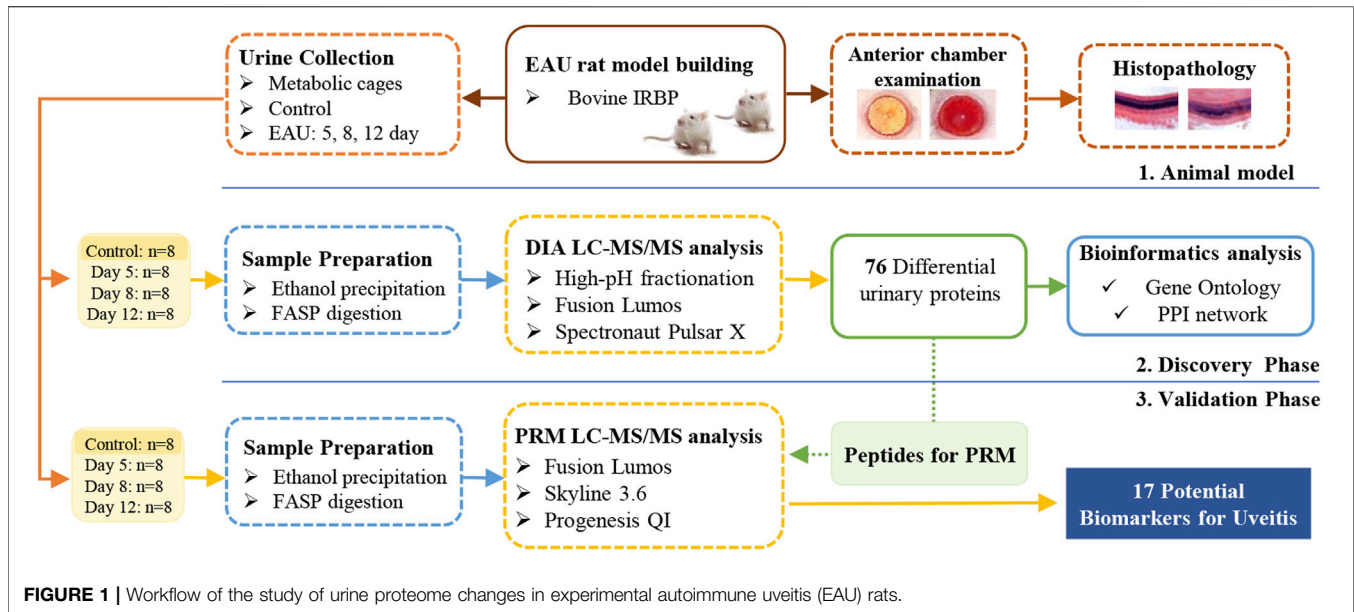 Urine Collection
➢ Metabolic cages
➢ Control
➢ EAU: 5, 8, 12 day
EAU rat model building
➢ Bovine IRBP
Anterior chamber
examination
Histopathology
1. Animal model
Control: n=8
Day 5: n=8
Day 8: n=8
Day 12: n=8
Sample Preparation
➢ Ethanol precipitation
➢ FASP digestion
DIA LC-MS/MS analysis
➢ High-pH fractionation
➢ Fusion Lumos
➢ Spectronaut Pulsar X
76 Differential
urinary proteins
Bioinformatics analysis
✓ Gene Ontology
✓ PPI network
2. Discovery Phase
3. Validation Phase
Control: n=8
Day 5: n=8
Day 8: n=8
Day 12: n=8
Sample Preparation
➢ Ethanol precipitation
➢ FASP digestion
PRM LC-MS/MS analysis
➢ Fusion Lumos
➢ Skyline 3.6
➢ Progenesis QI
Peptides for PRM
17 Potential
Biomarkers for Uveitis
FIGURE 1 | Workflow of the study of urine proteome changes in experimental autoimmune uveitis (EAU) rats.